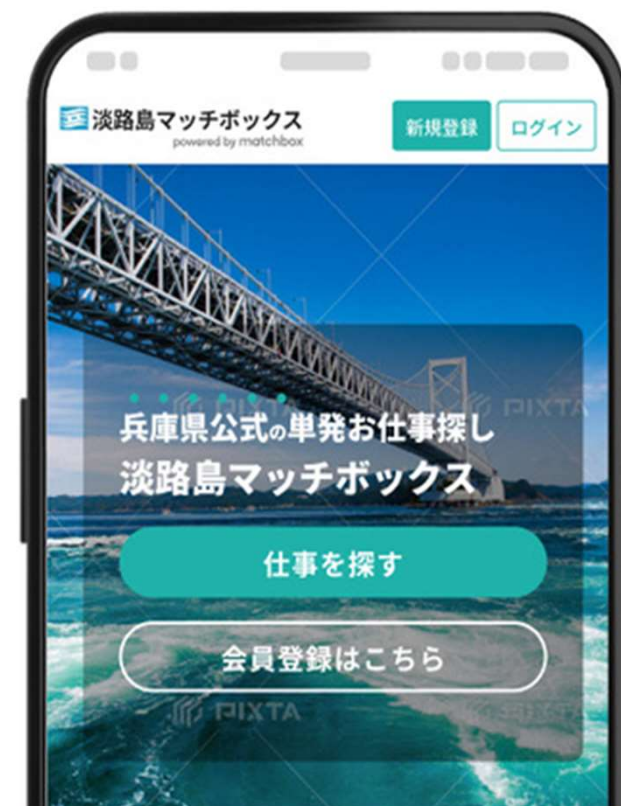 淡路島マッチボックス
powered by matchbox
新規登録
ログイン
兵庫県公式の単発お仕事探し
淡路島マッチボックス
仕事を探す
会員登録はこちら
PIXTA
PIXTA
PIXTA